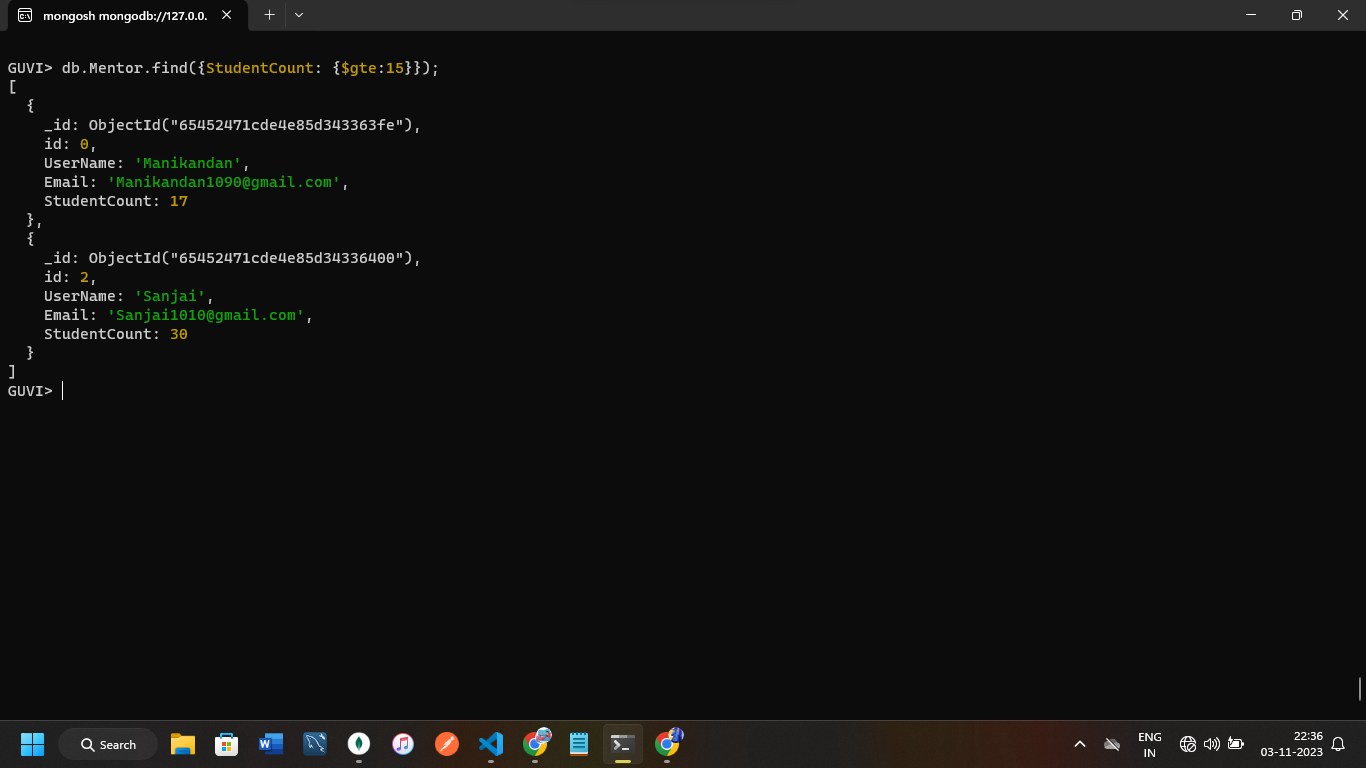 mongosh mongodb://127.0.0.
GUVI> db.Mentor.find({StudentCount: {$gte:15}});
[
  {
    _id: ObjectId("65452471cde4e85d343363fe"),
    id: 0,
    UserName: 'Manikandan',
    Email: 'Manikandan1090@gmail.com',
    StudentCount: 17
  },
  {
    _id: ObjectId("65452471cde4e85d34336400"),
    id: 2,
    UserName: 'Sanjai',
    Email: 'Sanjai1010@gmail.com',
    StudentCount: 30
  }
]
GUVI>
Search
ENG
IN
22:36
03-11-2023